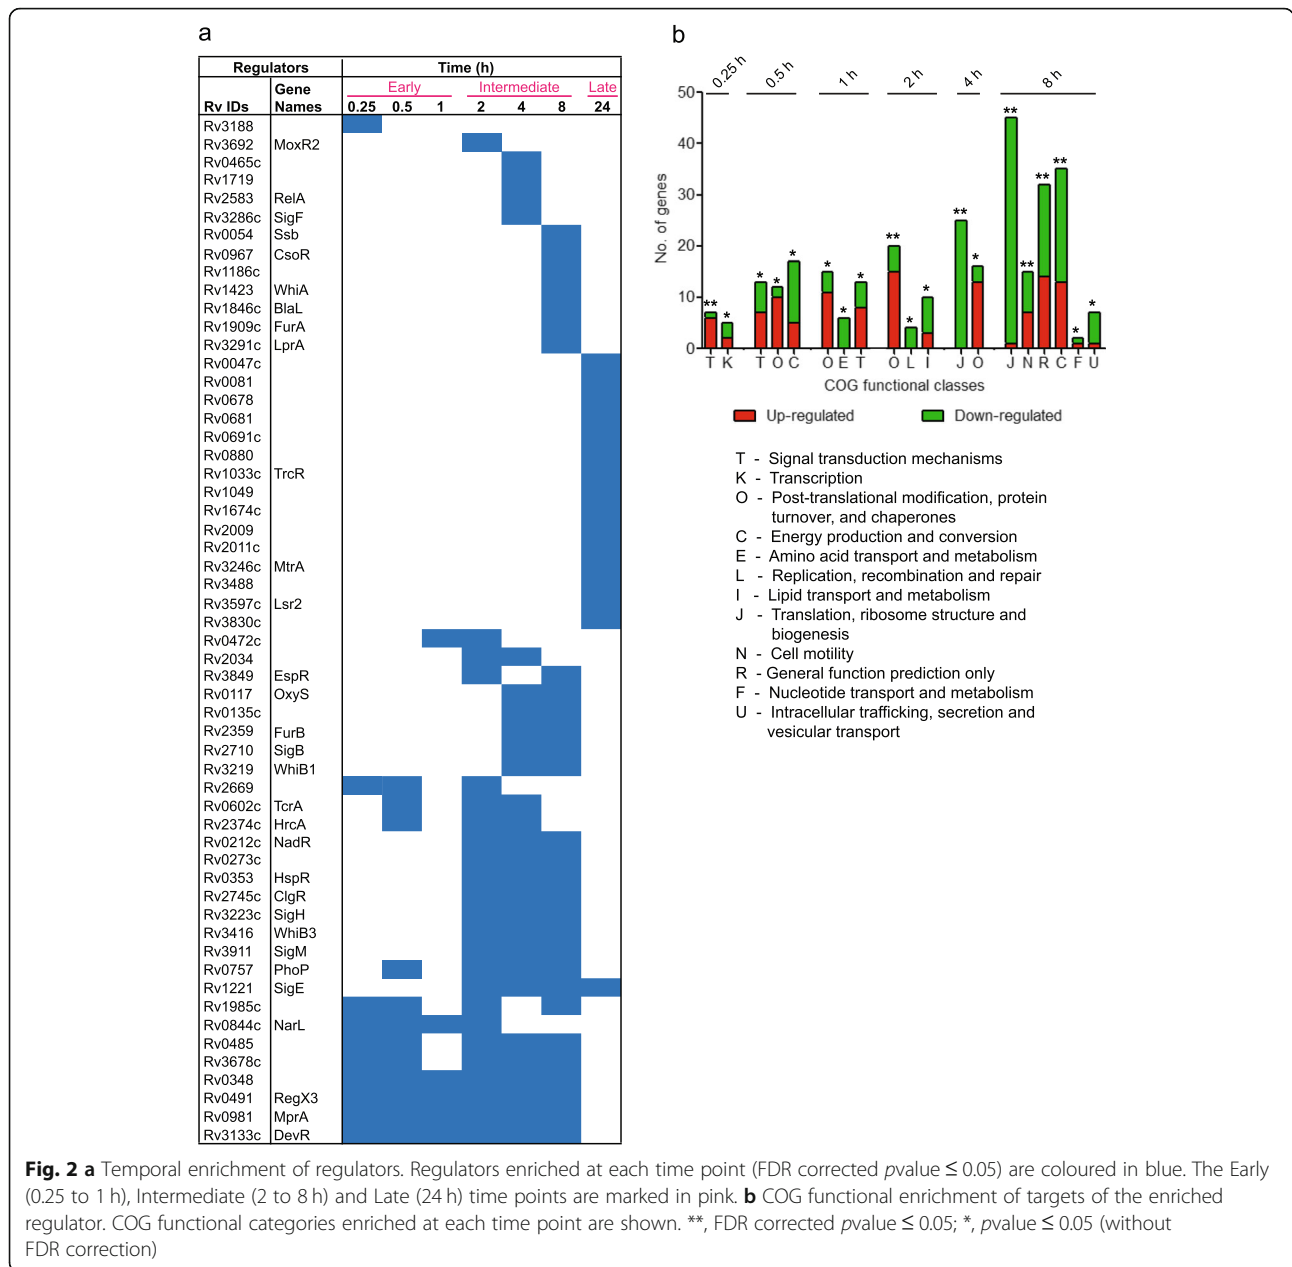 a
Regulators Time (h)
Early Intermediate Late
Gene
Rv IDs Names 0.25 0.5 1 2 4 8 24
Rv3188
Rv3692 MoxR2
Rv0465c
Rv1719
Rv2583 RelA
Rv3286c SigF
Rv0054 Ssb
Rv0967 CsoR
Rv1186c
Rv1423 WhiA
Rv1846c BlaL
Rv1909c FurA
Rv3291c LprA
Rv0047c
Rv0081
Rv0678
Rv0681
Rv0691c
Rv0880
Rv1033c TrcR
Rv1049
Rv1674c
Rv2009
Rv2011c
Rv3246c MtrA
Rv3488
Rv3597c Lsr2
Rv3830c
Rv0472c
Rv2034
Rv3849 EspR
Rv0117 OxyS
Rv0135c
Rv2359 FurB
Rv2710 SigB
Rv3219 WhiB1
Rv2669
Rv0602c TcrA
Rv2374c HrcA
Rv0212c NadR
Rv0273c
Rv0353 HspR
Rv2745c ClgR
Rv3223c SigH
Rv3416 WhiB3
Rv3911 SigM
Rv0757 PhoP
Rv1221 SigE
Rv1985c
Rv0844c NarL
Rv0485
Rv3678c
Rv0348
Rv0491 RegX3
Rv0981 MprA
Rv3133c DevR
b
0.25 h 0.5 h 1 h 2 h 4 h 8 h
No. of genes
50
40
30
20
10
0
** * * * * * * * ** * * ** * ** ** ** ** * *
T K T O C O E T O L I J O J N R C F U
COG functional classes
Up-regulated Down-regulated
T - Signal transduction mechanisms
K - Transcription
O - Post-translational modification, protein
turnover, and chaperones
C - Energy production and conversion
E - Amino acid transport and metabolism
L - Replication, recombination and repair
I - Lipid transport and metabolism
J - Translation, ribosome structure and
biogenesis
N - Cell motility
R - General function prediction only
F - Nucleotide transport and metabolism
U - Intracellular trafficking, secretion and
vesicular transport
Fig. 2 a Temporal enrichment of regulators. Regulators enriched at each time point (FDR corrected pvalue ≤ 0.05) are coloured in blue. The Early
(0.25 to 1 h), Intermediate (2 to 8 h) and Late (24 h) time points are marked in pink. b COG functional enrichment of targets of the enriched
regulator. COG functional categories enriched at each time point are shown. **, FDR corrected pvalue ≤ 0.05; *, pvalue ≤ 0.05 (without
FDR correction)